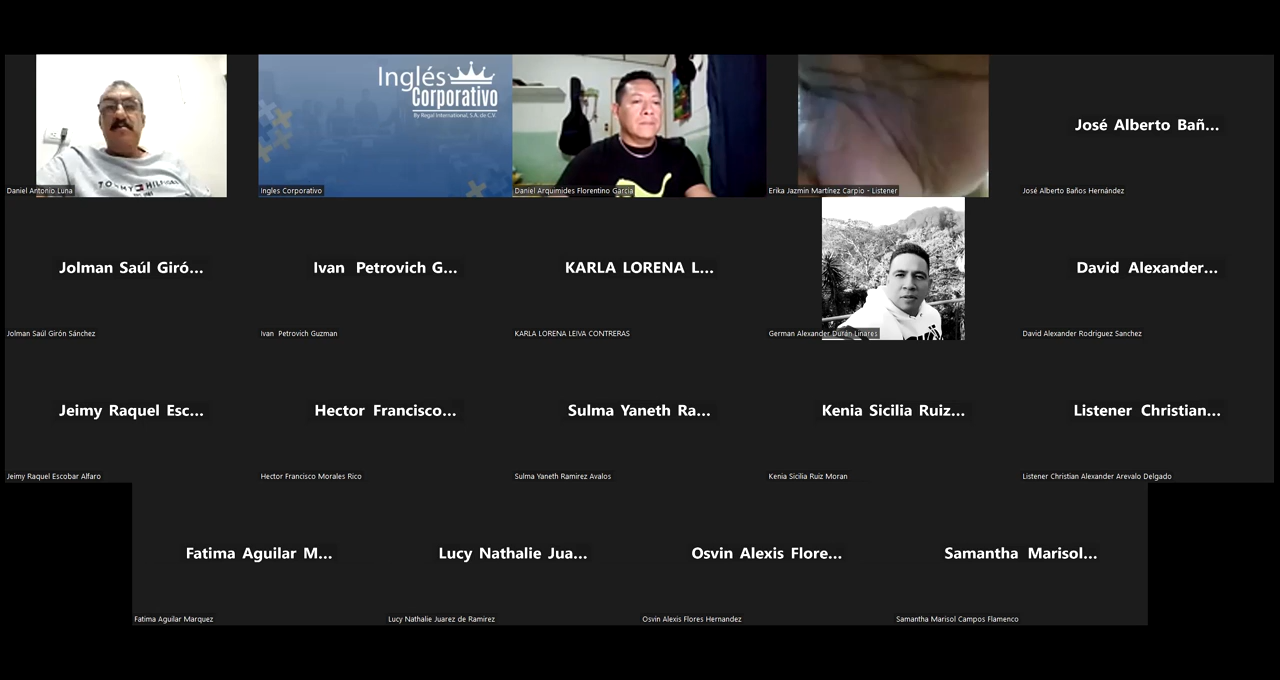 Inglés
Corporativo
By Regal International, S.A. de C.V.
José Alberto Bañ...
Daniel Antonio Luna
Ingles Corporativo
Daniel Arquimides Florentino Garcia
Erika Jazmin Martínez Carpio - Listener
José Alberto Baños Hernández
Jolman Saúl Giró...
Ivan Petrovich G...
KARLA LORENA L...
David Alexander...
Jolman Saúl Girón Sánchez
Ivan Petrovich Guzman
KARLA LORENA LEIVA CONTRERAS
German Alexander Durán Linares
David Alexander Rodriguez Sanchez
Jeimy Raquel Esc...
Hector Francisco...
Sulma Yaneth Ra...
Kenia Sicilia Ruiz...
Listener Christian...
Jeimy Raquel Escobar Alfaro
Hector Francisco Morales Rico
Sulma Yaneth Ramirez Avalos
Kenia Sicilia Ruiz Moran
Listener Christian Alexander Arevalo Delgado
Fatima Aguilar M...
Lucy Nathalie Jua...
Osvin Alexis Flore...
Samantha Marisol...
Fatima Aguilar Marquez
Lucy Nathalie Juarez de Ramirez
Osvin Alexis Flores Hernandez
Samantha Marisol Campos Flamenco